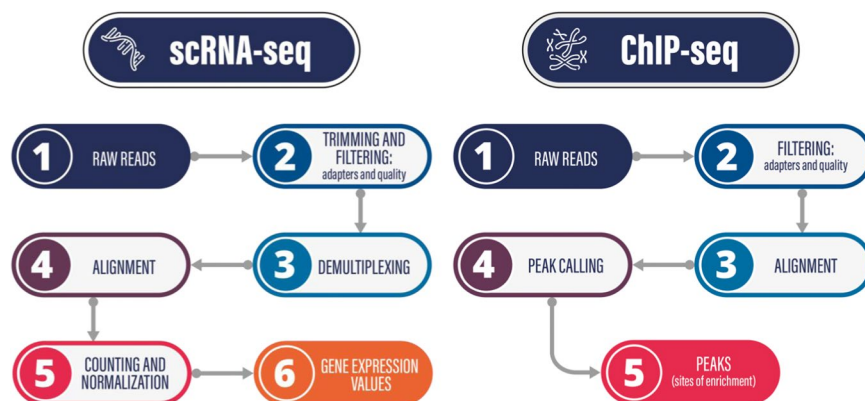 scRNA-seq
1
RAW READS
2
TRIMMING AND
FILTERING:
adapters and quality
3
DEMULTIPLEXING
4
ALIGNMENT
5
COUNTING AND
NORMALIZATION
6
GENE EXPRESSION
VALUES
ChIP-seq
1
RAW READS
2
FILTERING:
adapters and quality
3
ALIGNMENT
4
PEAK CALLING
5
PEAKS
(sites of enrichment)